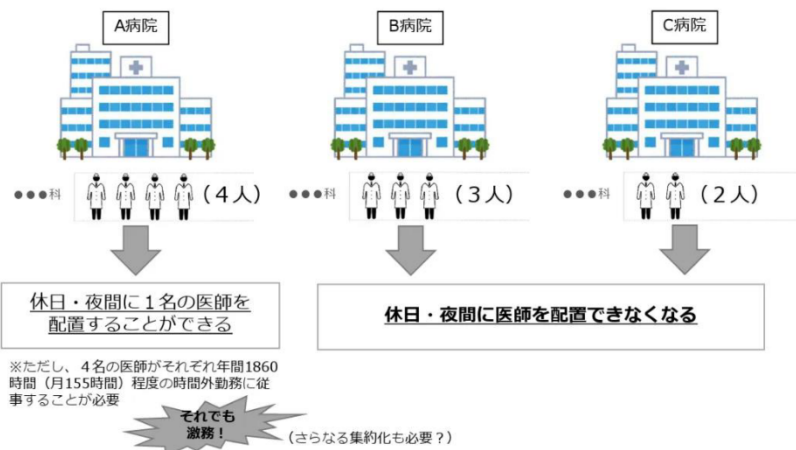 A病院
B病院
C病院
●●●科
(4人)
●●●科
(3人)
●●●科
(2人)
休日・夜間に1名の医師を
配置することができる
休日・夜間に医師を配置できなくなる
※ただし、4名の医師がそれぞれ年間1860
時間（月155時間）程度の時間外勤務に従
事することが必要
それでも
激務！
（さらなる集約化も必要？）